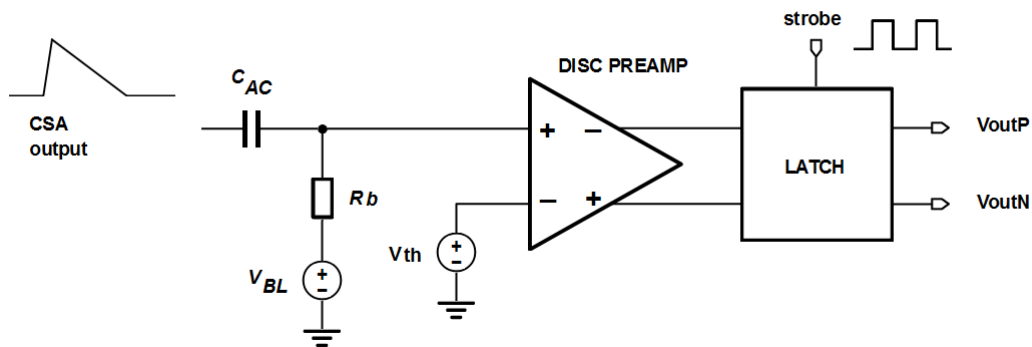 strobe
DISC PREAMP
C_AC
CSA
output
+
−
VoutP
LATCH
Rb
−
+
VoutN
Vth
+
−
V_BL
+
−